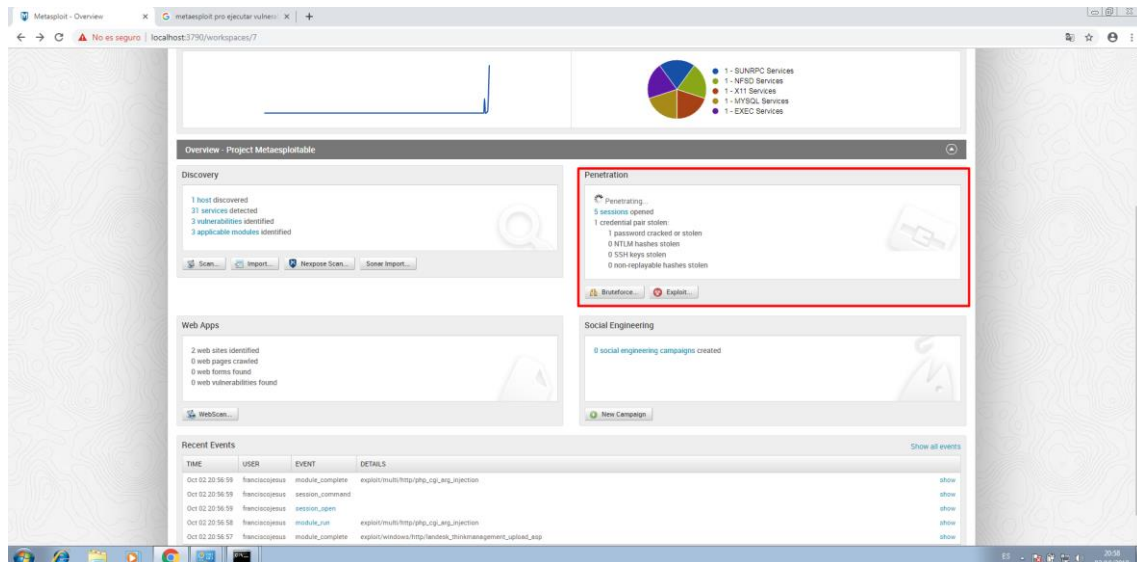 Metasploit - Overview
metaesploit pro ejecutar vulner
No es seguro | localhost:3790/workspaces/7
1 - SUNRPC Services
1 - NFSD Services
1 - X11 Services
1 - MYSQL Services
1 - EXEC Services
Overview - Project Metaesploitable
Discovery
1 host discovered
31 services detected
3 vulnerabilities identified
3 applicable modules identified
Scan...
Import...
Nexpose Scan...
Sonar Import...
Penetration
Penetrating...
5 sessions opened
1 credential pair stolen:
1 password cracked or stolen
0 NTLM hashes stolen
0 SSH keys stolen
0 non-replayable hashes stolen
Bruteforce...
Exploit...
Web Apps
2 web sites identified
0 web pages crawled
0 web forms found
0 web vulnerabilities found
WebScan...
Social Engineering
0 social engineering campaigns created
New Campaign
Recent Events
Show all events
TIME USER EVENT DETAILS
Oct 02 20:56:59 franciscojesus module_complete exploit/multi/http/php_cgi_arg_injection show
Oct 02 20:56:59 franciscojesus session_command show
Oct 02 20:56:59 franciscojesus session_open show
Oct 02 20:56:58 franciscojesus module_run exploit/multi/http/php_cgi_arg_injection show
Oct 02 20:56:57 franciscojesus module_complete exploit/windows/http/landesk_thinkmanagement_upload_asp show
ES
20:58